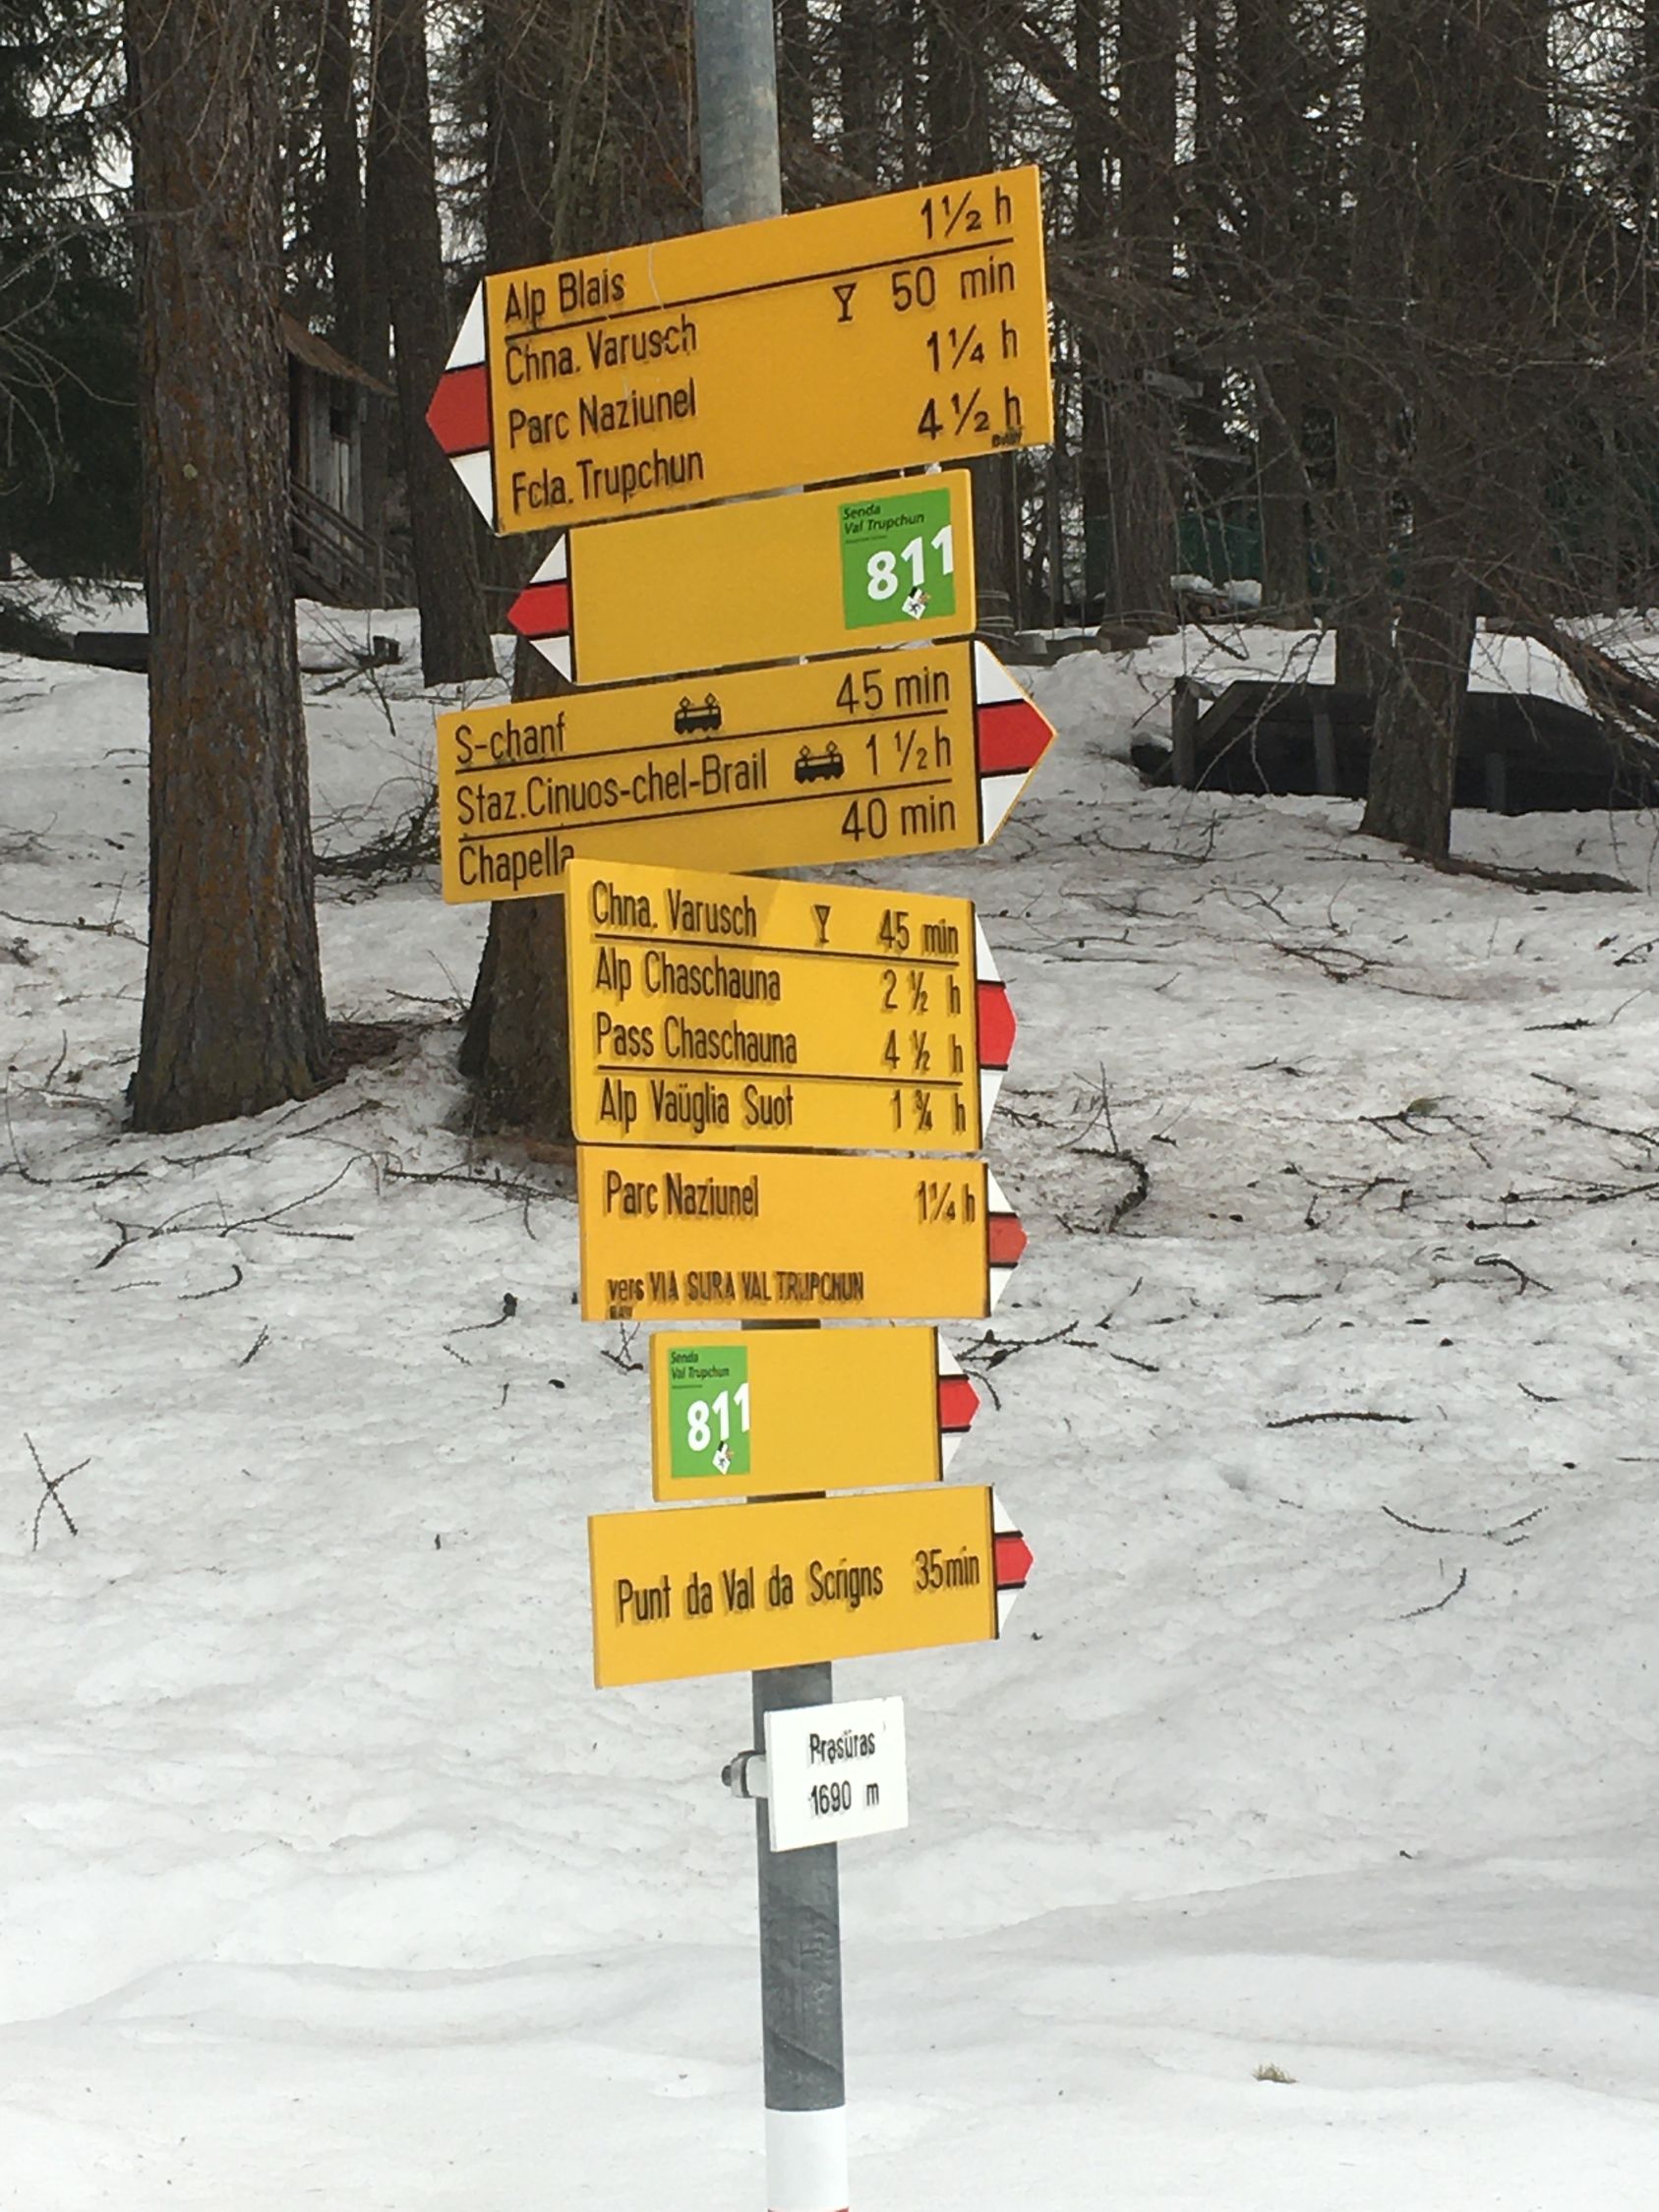 Alp Blais 1½ h
Chna. Varusch 50 min
Parc Naziunel 1¼ h
Fcla. Trupchun 4½ h
Senda
Val Trupchun
811
S-chanf 45 min
Staz.Cinuos-chel-Brail 1½ h
Chapella 40 min
Chna. Varusch 45 min
Alp Chaschauna 2½ h
Pass Chaschauna 4½ h
Alp Vaüglia Suot 1¾ h
Parc Naziunel 1¼ h
vers VIA SURA VAL TRUPCHUN
Senda
Val Trupchun
811
Punt da Val da Scrigns 35min
Prasüras
1690 m